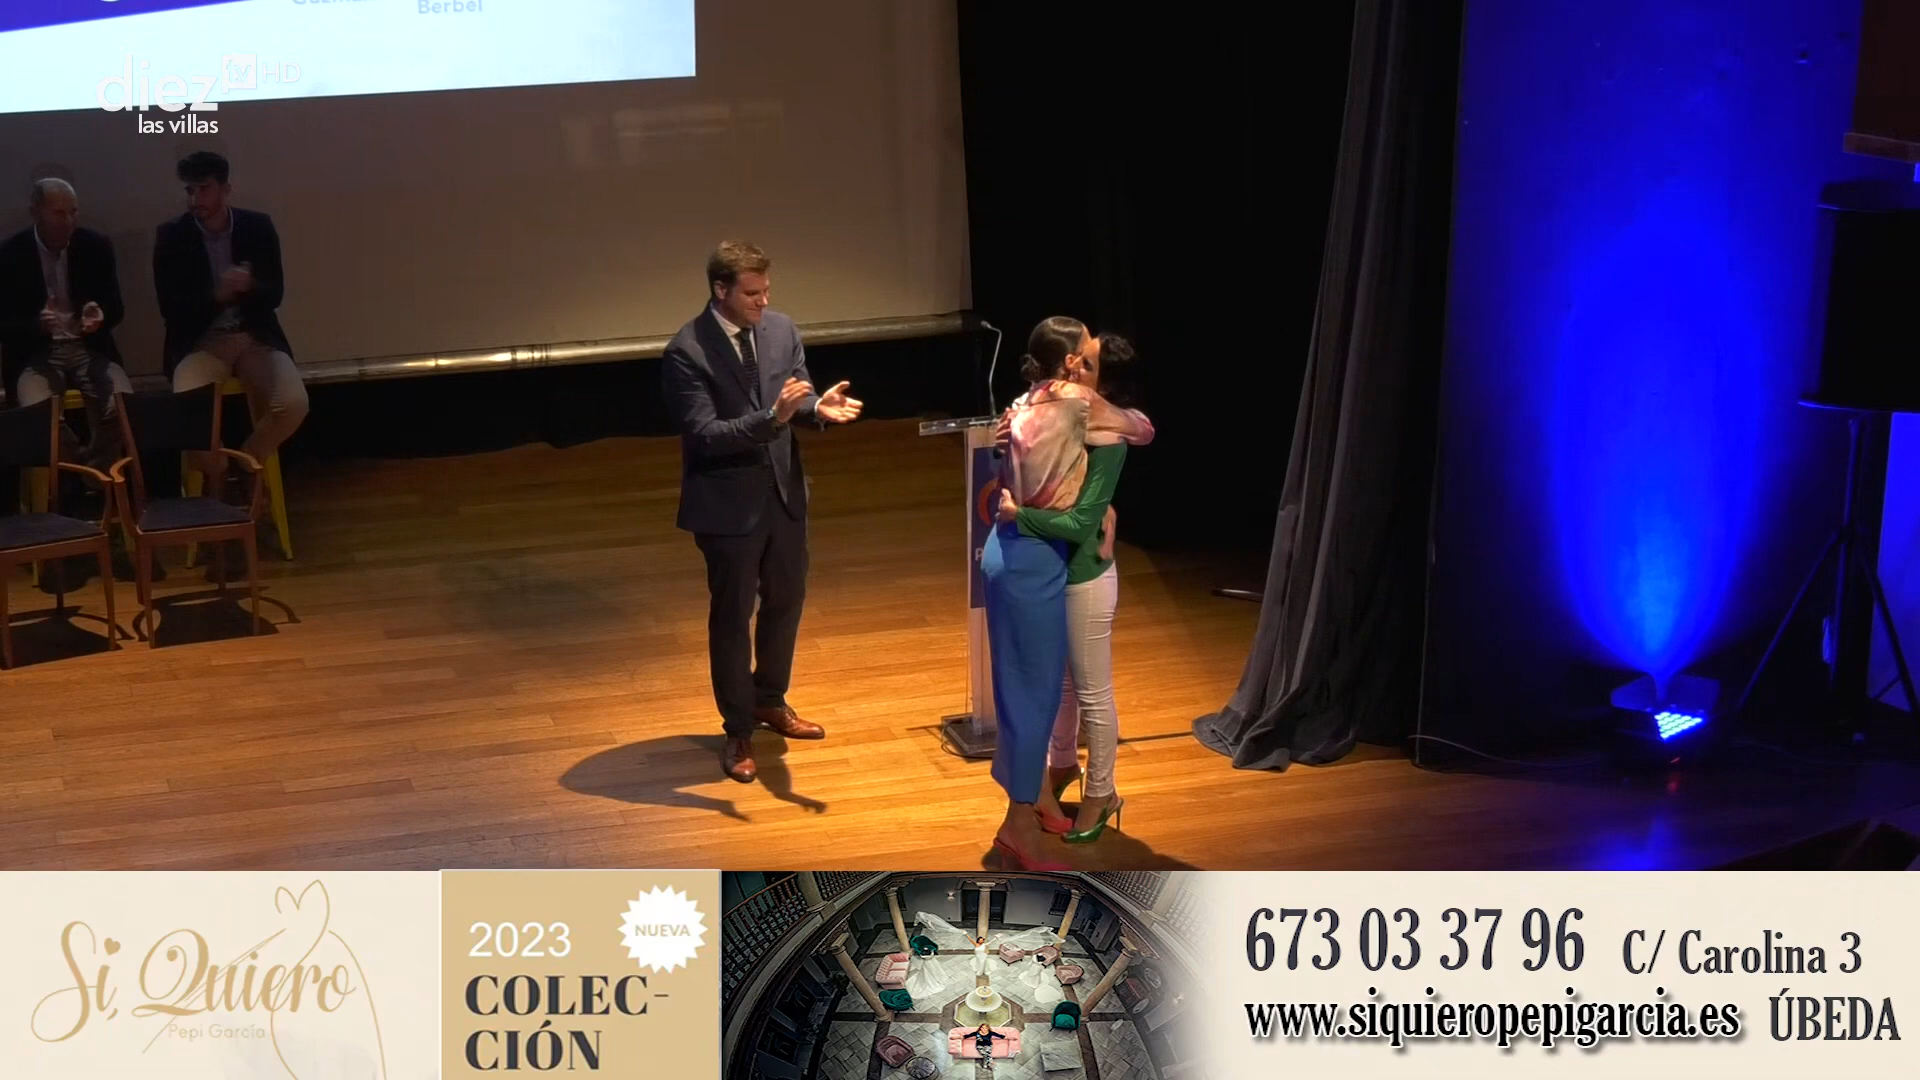 Berbel
diez tv HD
las villas
Si, Quiero
Pepi García
2023
NUEVA
COLEC-
CIÓN
673 03 37 96 C/ Carolina 3
www.siquieropepigarcia.es ÚBEDA